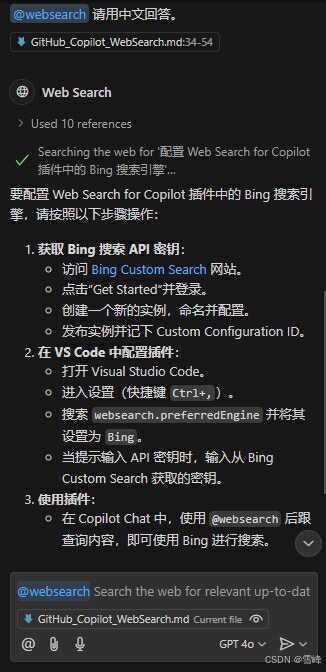 @websearch 请用中文回答。
GitHub_Copilot_WebSearch.md:34-54
Web Search
Used 10 references
Searching the web for '配置 Web Search for Copilot
插件中的 Bing 搜索引擎'...
要配置 Web Search for Copilot 插件中的 Bing 搜索引
擎，请按照以下步骤操作：
1. 获取 Bing 搜索 API 密钥：
访问 Bing Custom Search 网站。
点击“Get Started”并登录。
创建一个新的实例，命名并配置。
发布实例并记下 Custom Configuration ID。
2. 在 VS Code 中配置插件：
打开 Visual Studio Code。
进入设置（快捷键 Ctrl+,）。
搜索 websearch.preferredEngine 并将其
设置为 Bing。
当提示输入 API 密钥时，输入从 Bing
Custom Search 获取的密钥。
3. 使用插件：
在 Copilot Chat 中，使用 @websearch 后跟
查询内容，即可使用 Bing 进行搜索。
@websearch Search the web for relevant up-to-dat
GitHub_Copilot_WebSearch.md Current file
GPT 4o
CSDN @雪峰